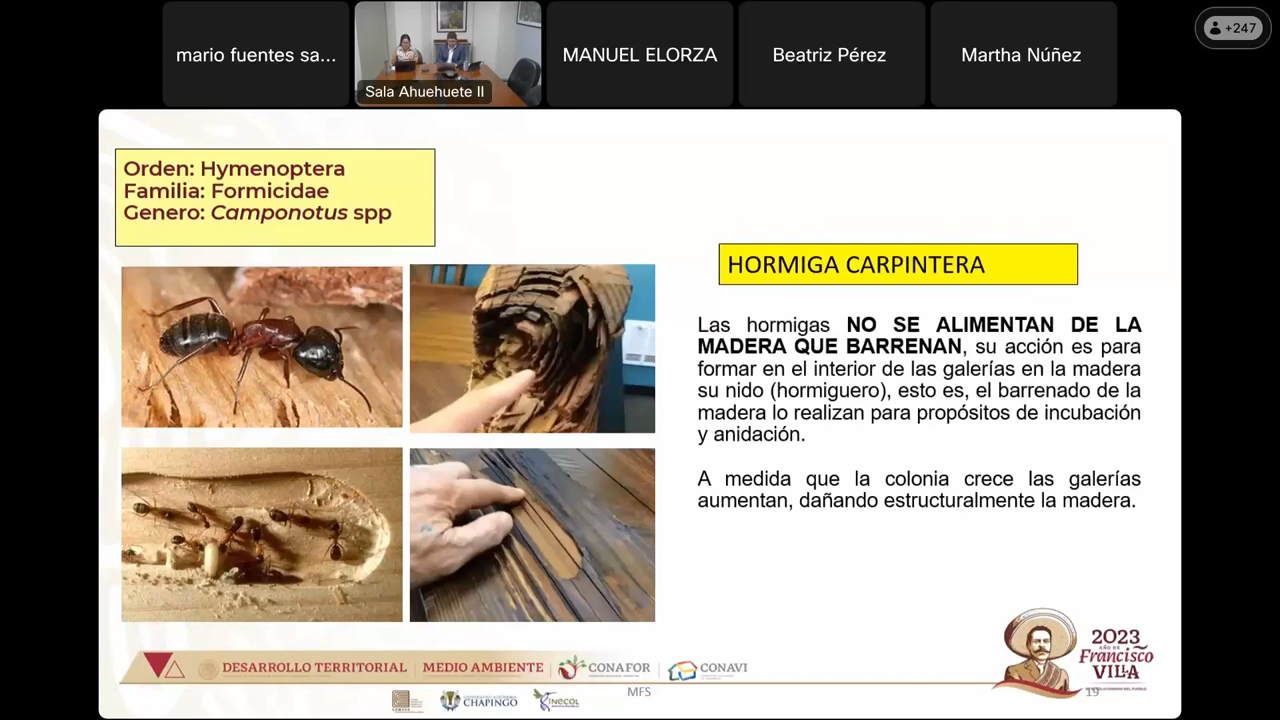 mario fuentes sa...
Sala Ahuehuete II
MANUEL ELORZA
Beatriz Pérez
Martha Núñez
+247
Orden: Hymenoptera
Familia: Formicidae
Genero: Camponotus spp
HORMIGA CARPINTERA
Las hormigas NO SE ALIMENTAN DE LA
MADERA QUE BARRENAN, su acción es para
formar en el interior de las galerías en la madera
su nido (hormiguero), esto es, el barrenado de la
madera lo realizan para propósitos de incubación
y anidación.
A medida que la colonia crece las galerías
aumentan, dañando estructuralmente la madera.
DESARROLLO TERRITORIAL
MEDIO AMBIENTE
CONAFOR
CONAVI
2023
AÑO DE
Francisco
VILLA
19
MFS
CHAPINGO
INECOL